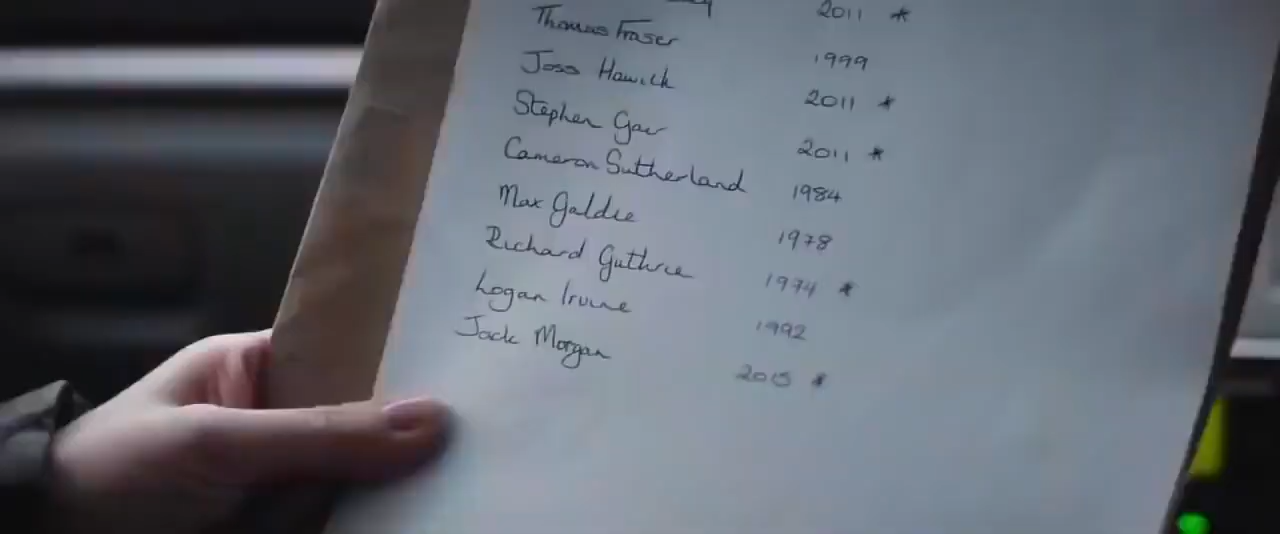 2011 *
Thomas Fraser 1999
Joss Hawick 2011 *
Stephen Gair 2011 *
Cameron Sutherland 1984
Max Galdie 1978
Richard Guthrie 1974 *
Logan Irvine 1992
Jack Morgan 2015 *